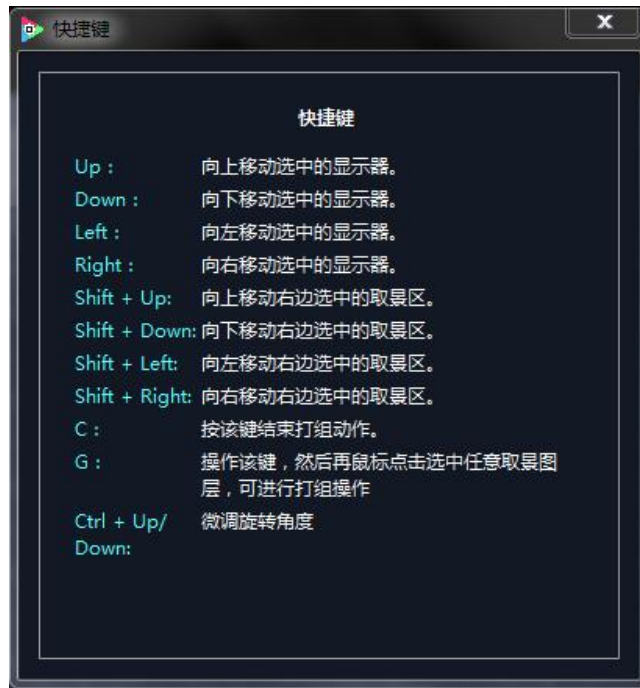 快捷键
快捷键
Up： 向上移动选中的显示器。
Down： 向下移动选中的显示器。
Left： 向左移动选中的显示器。
Right： 向右移动选中的显示器。
Shift + Up: 向上移动右边选中的取景区。
Shift + Down: 向下移动右边选中的取景区。
Shift + Left: 向左移动右边选中的取景区。
Shift + Right: 向右移动右边选中的取景区。
C： 按该键结束打组动作。
G： 操作该键，然后再鼠标点击选中任意取景图
层，可进行打组操作
Ctrl + Up/ 微调旋转角度
Down: